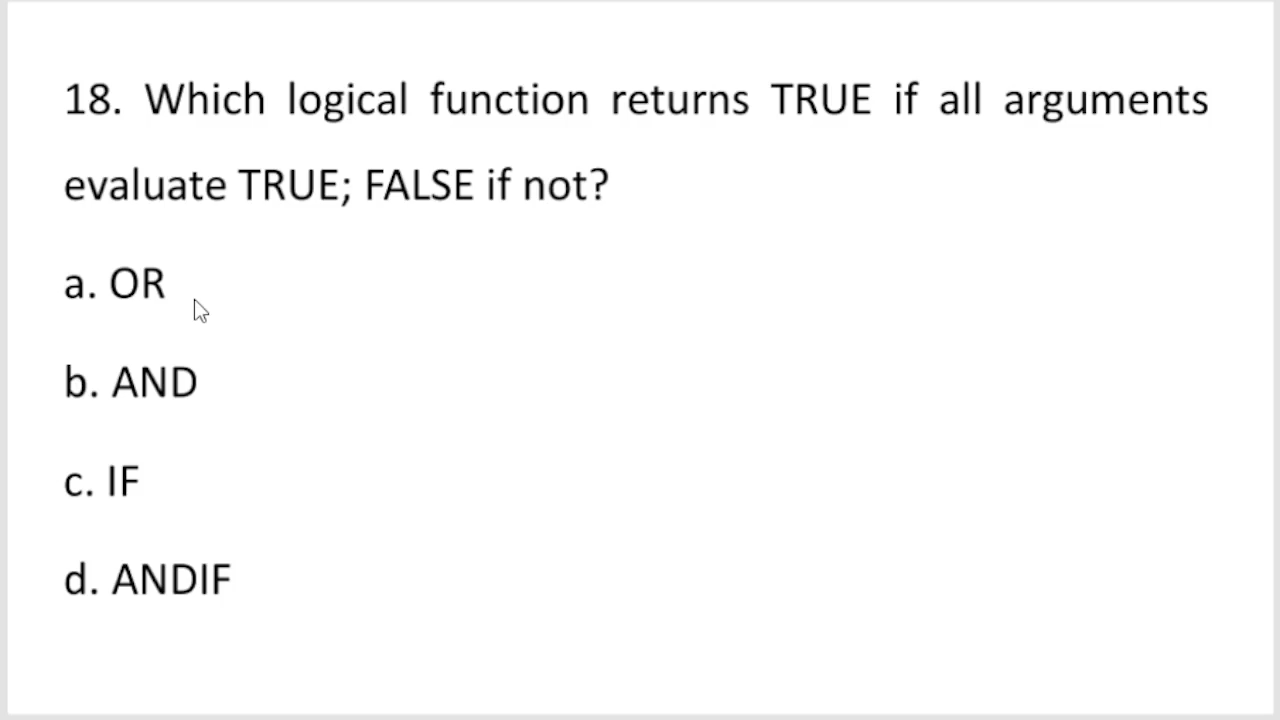 18. Which logical function returns TRUE if all arguments
evaluate TRUE; FALSE if not?
a. OR
b. AND
c. IF
d. ANDIF